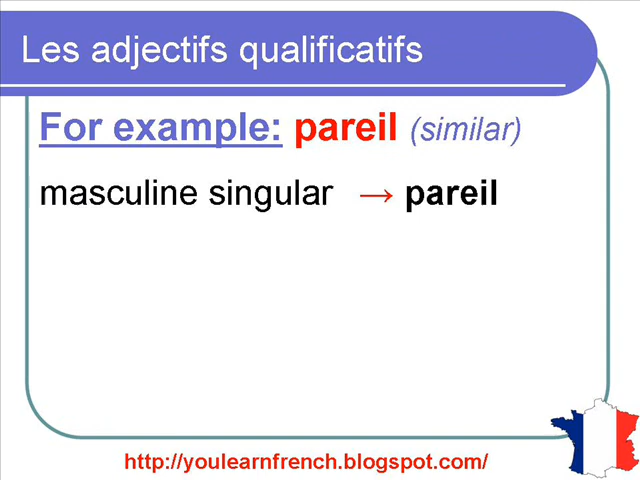 Les adjectifs qualificatifs
For example: pareil (similar)
masculine singular → pareil
http://youlearnfrench.blogspot.com/